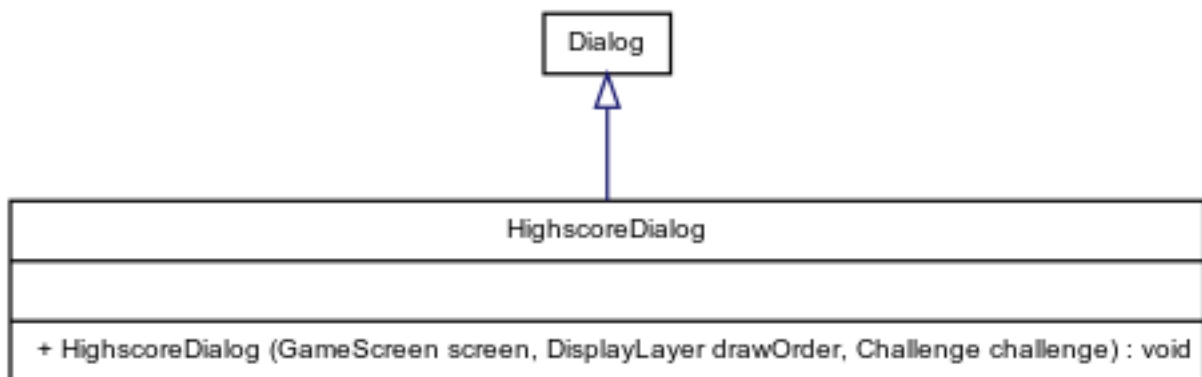 Dialog
HighscoreDialog
+ HighscoreDialog (GameScreen screen, DisplayLayer drawOrder, Challenge challenge) : void